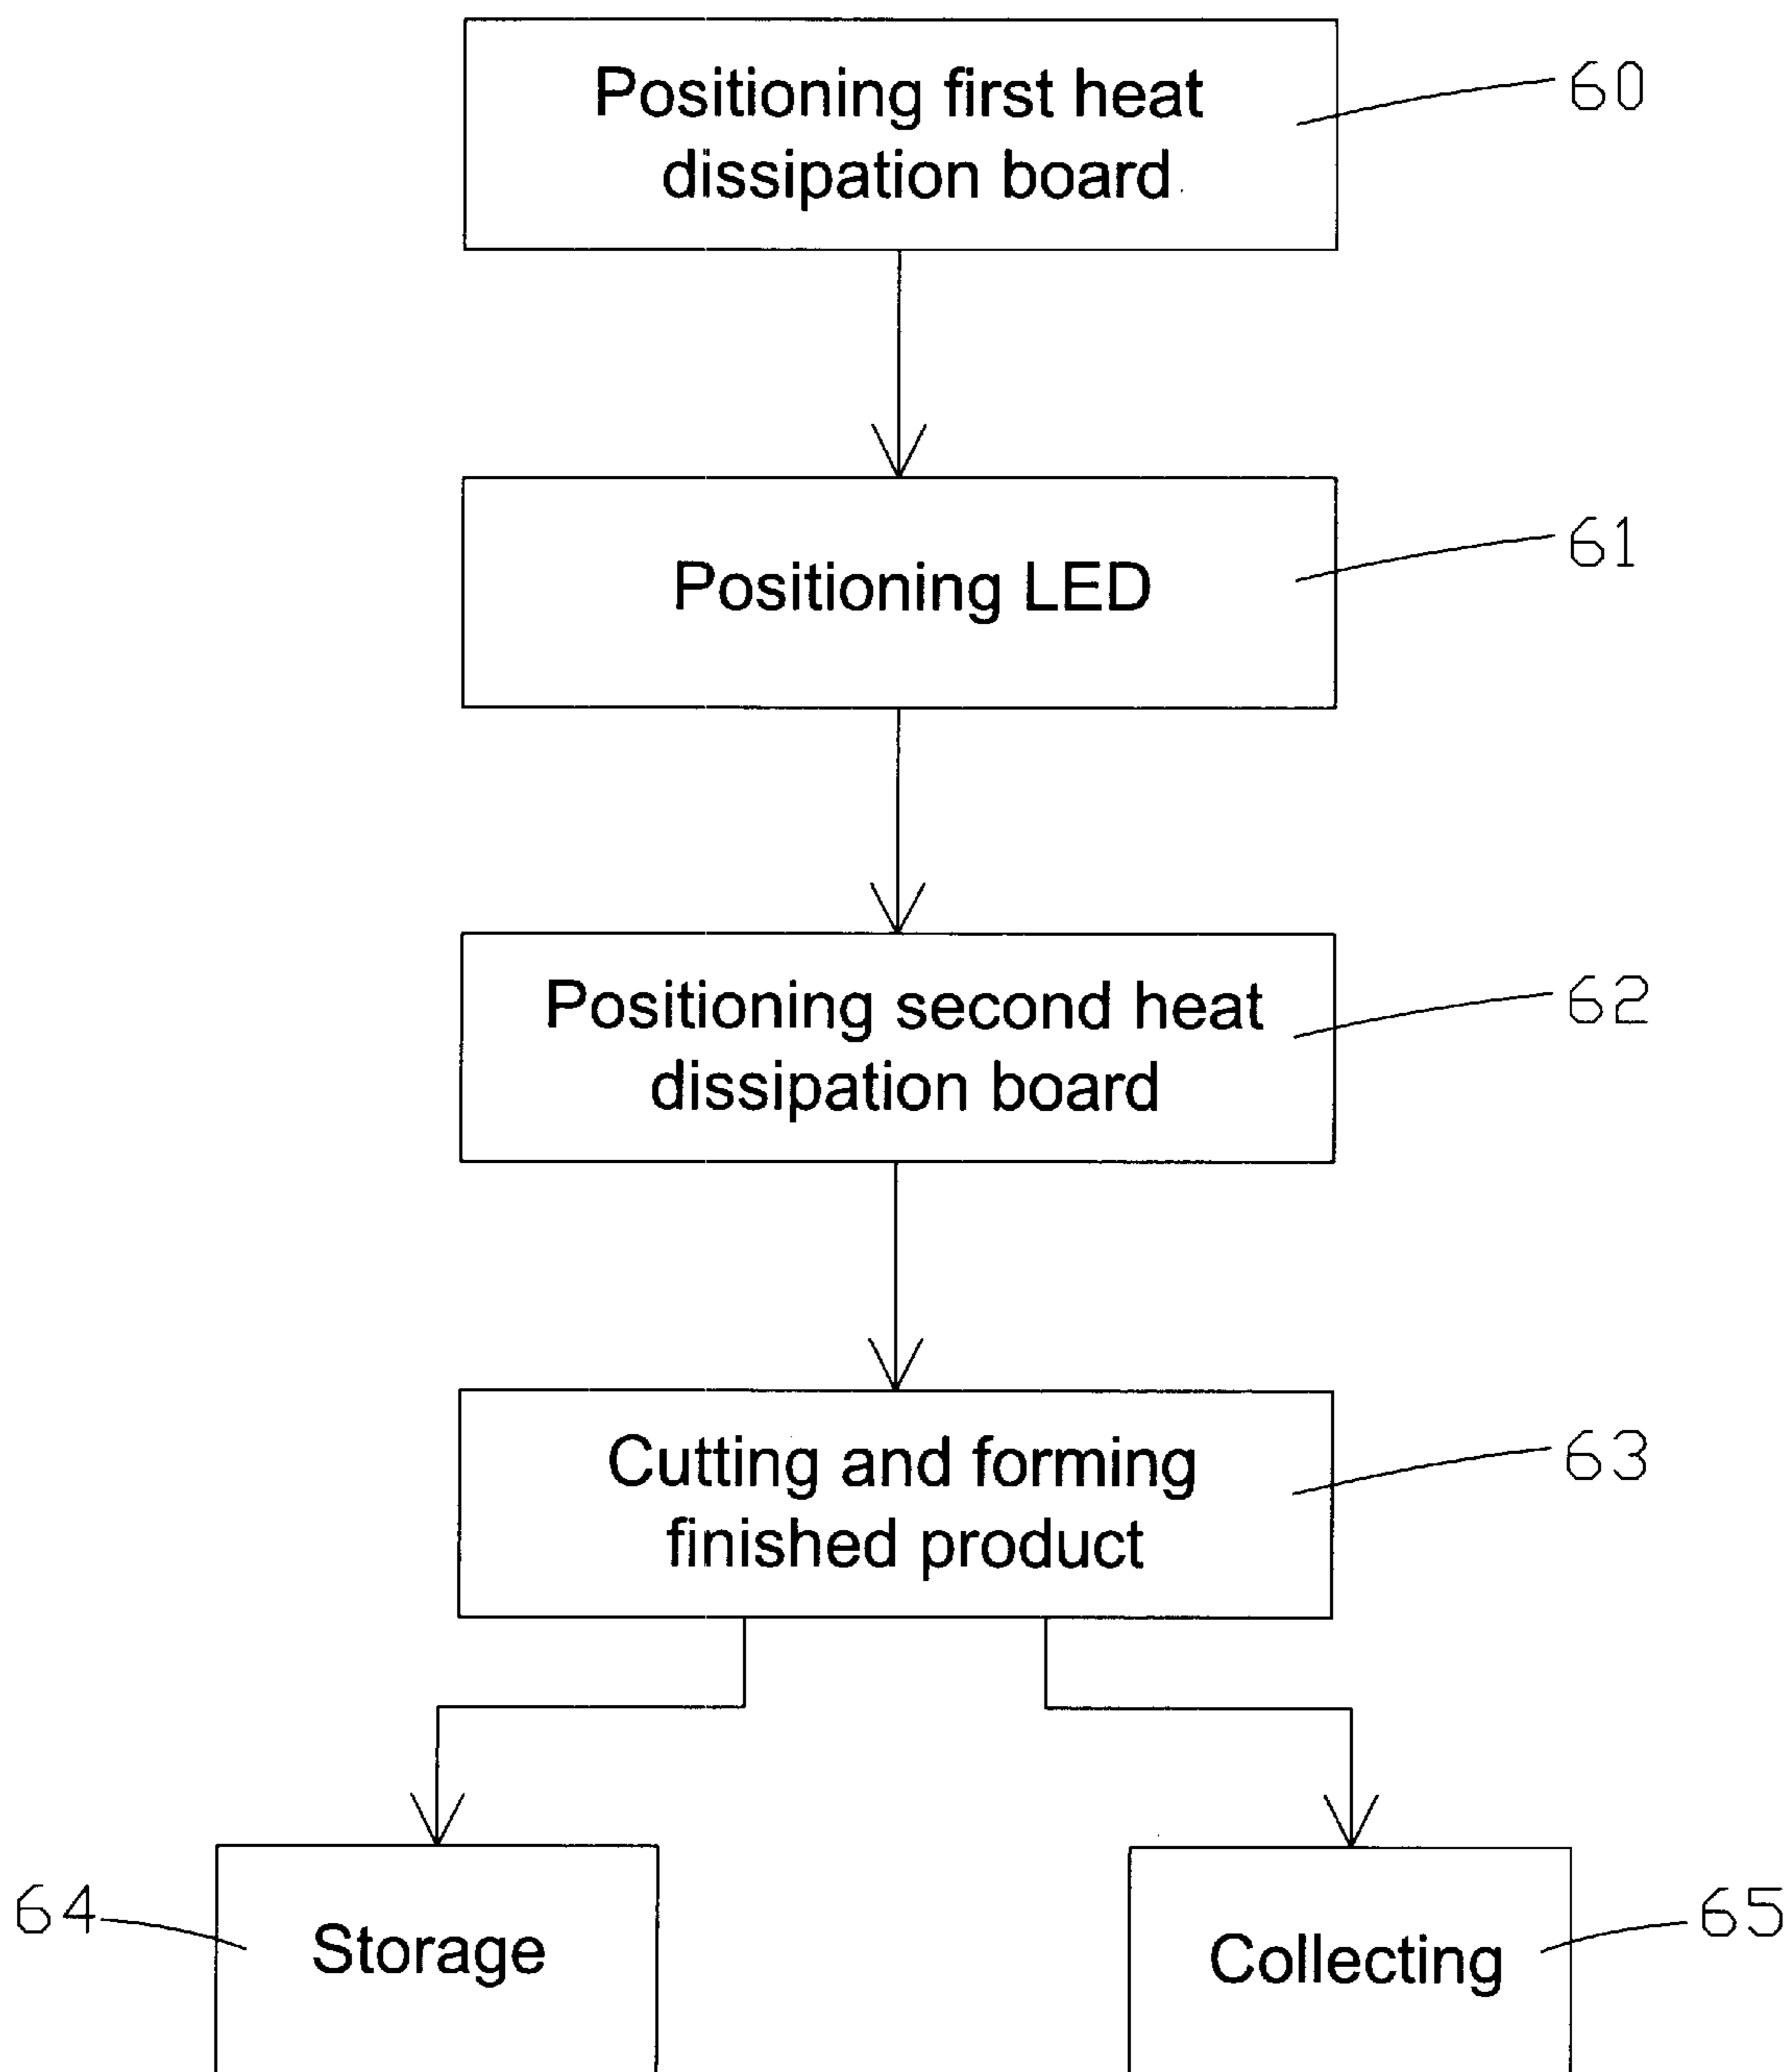 Positioning first heat
dissipation board
60
Positioning LED
61
Positioning second heat
dissipation board
62
Cutting and forming
finished product
63
64
Storage
Collecting
65